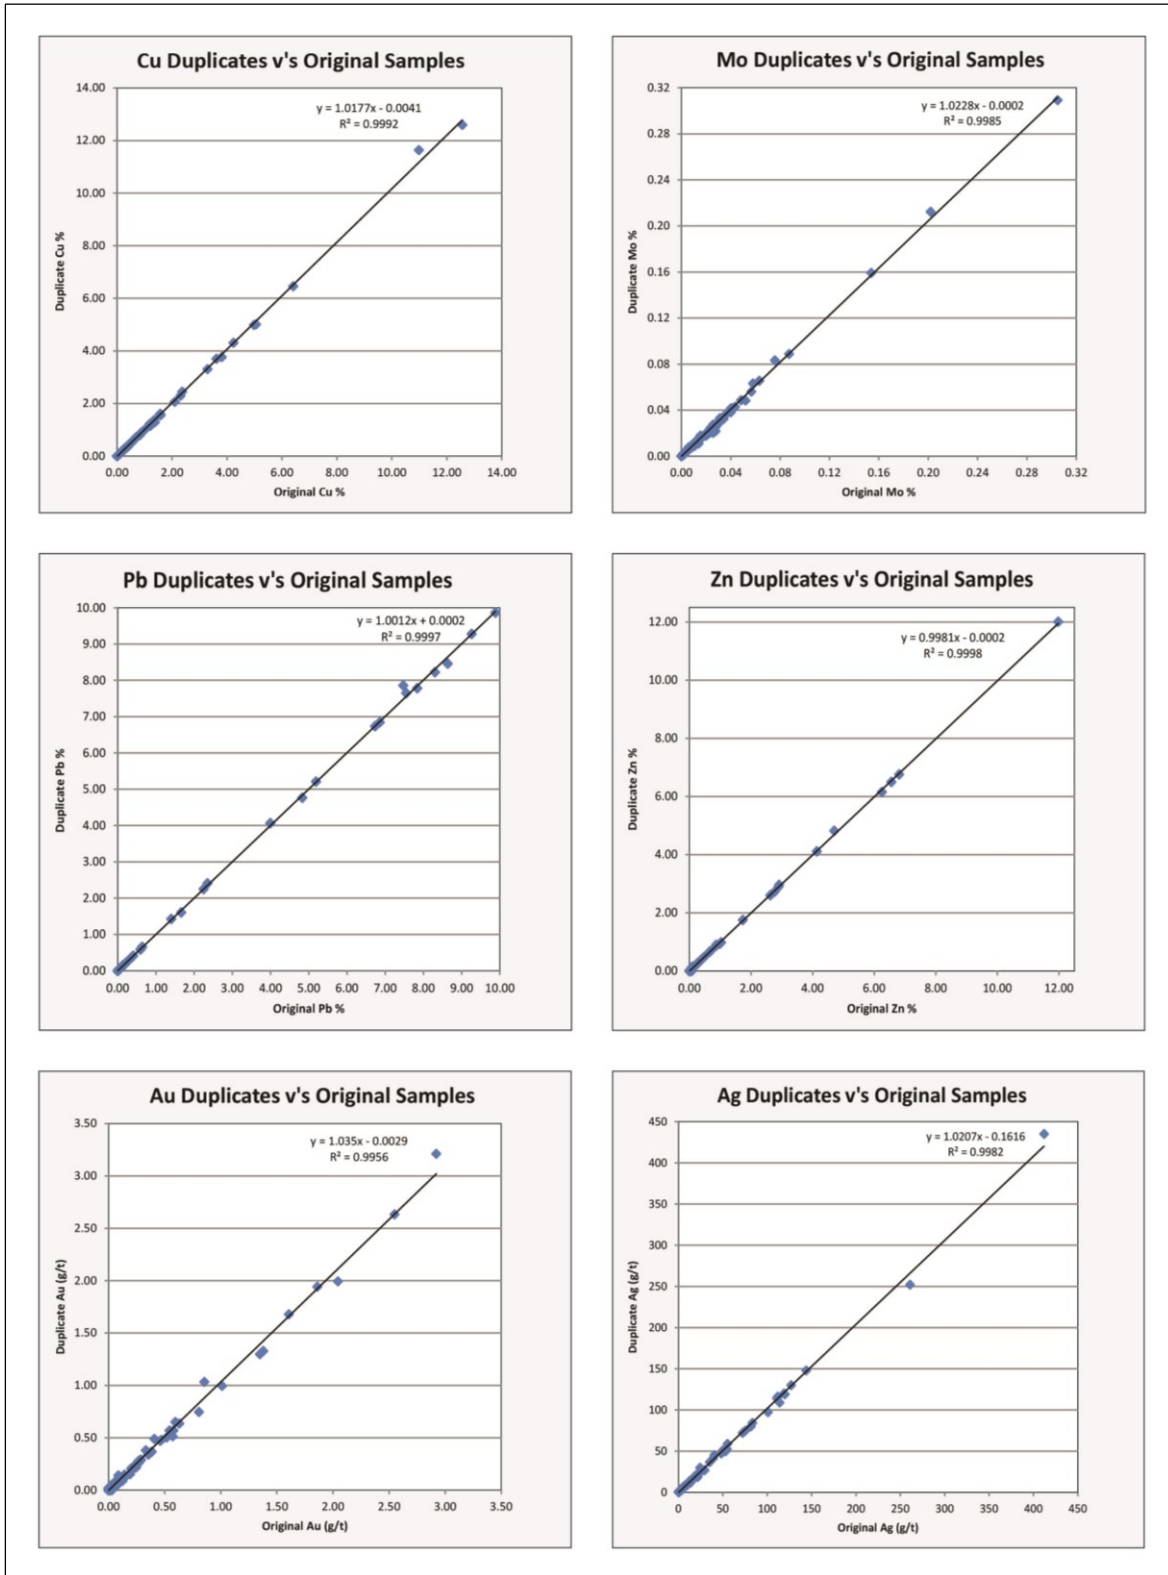 Cu Duplicates v's Original Samples
y = 1.0177x - 0.0041
R² = 0.9992
14.00
12.00
10.00
8.00
6.00
4.00
2.00
0.00
Duplicate Cu %
0.00 2.00 4.00 6.00 8.00 10.00 12.00 14.00
Original Cu %
Mo Duplicates v's Original Samples
y = 1.0228x - 0.0002
R² = 0.9985
0.32
0.28
0.24
0.20
0.16
0.12
0.08
0.04
0.00
Duplicate Mo %
0.00 0.04 0.08 0.12 0.16 0.20 0.24 0.28 0.32
Original Mo %
Pb Duplicates v's Original Samples
y = 1.0012x + 0.0002
R² = 0.9997
10.00
9.00
8.00
7.00
6.00
5.00
4.00
3.00
2.00
1.00
0.00
Duplicate Pb %
0.00 1.00 2.00 3.00 4.00 5.00 6.00 7.00 8.00 9.00 10.00
Original Pb %
Zn Duplicates v's Original Samples
y = 0.9981x - 0.0002
R² = 0.9998
12.00
10.00
8.00
6.00
4.00
2.00
0.00
Duplicate Zn %
0.00 2.00 4.00 6.00 8.00 10.00 12.00
Original Zn %
Au Duplicates v's Original Samples
y = 1.035x - 0.0029
R² = 0.9956
3.50
3.00
2.50
2.00
1.50
1.00
0.50
0.00
Duplicate Au (g/t)
0.00 0.50 1.00 1.50 2.00 2.50 3.00 3.50
Original Au (g/t)
Ag Duplicates v's Original Samples
y = 1.0207x - 0.1616
R² = 0.9982
450
400
350
300
250
200
150
100
50
0
Duplicate Ag (g/t)
0 50 100 150 200 250 300 350 400 450
Original Ag (g/t)